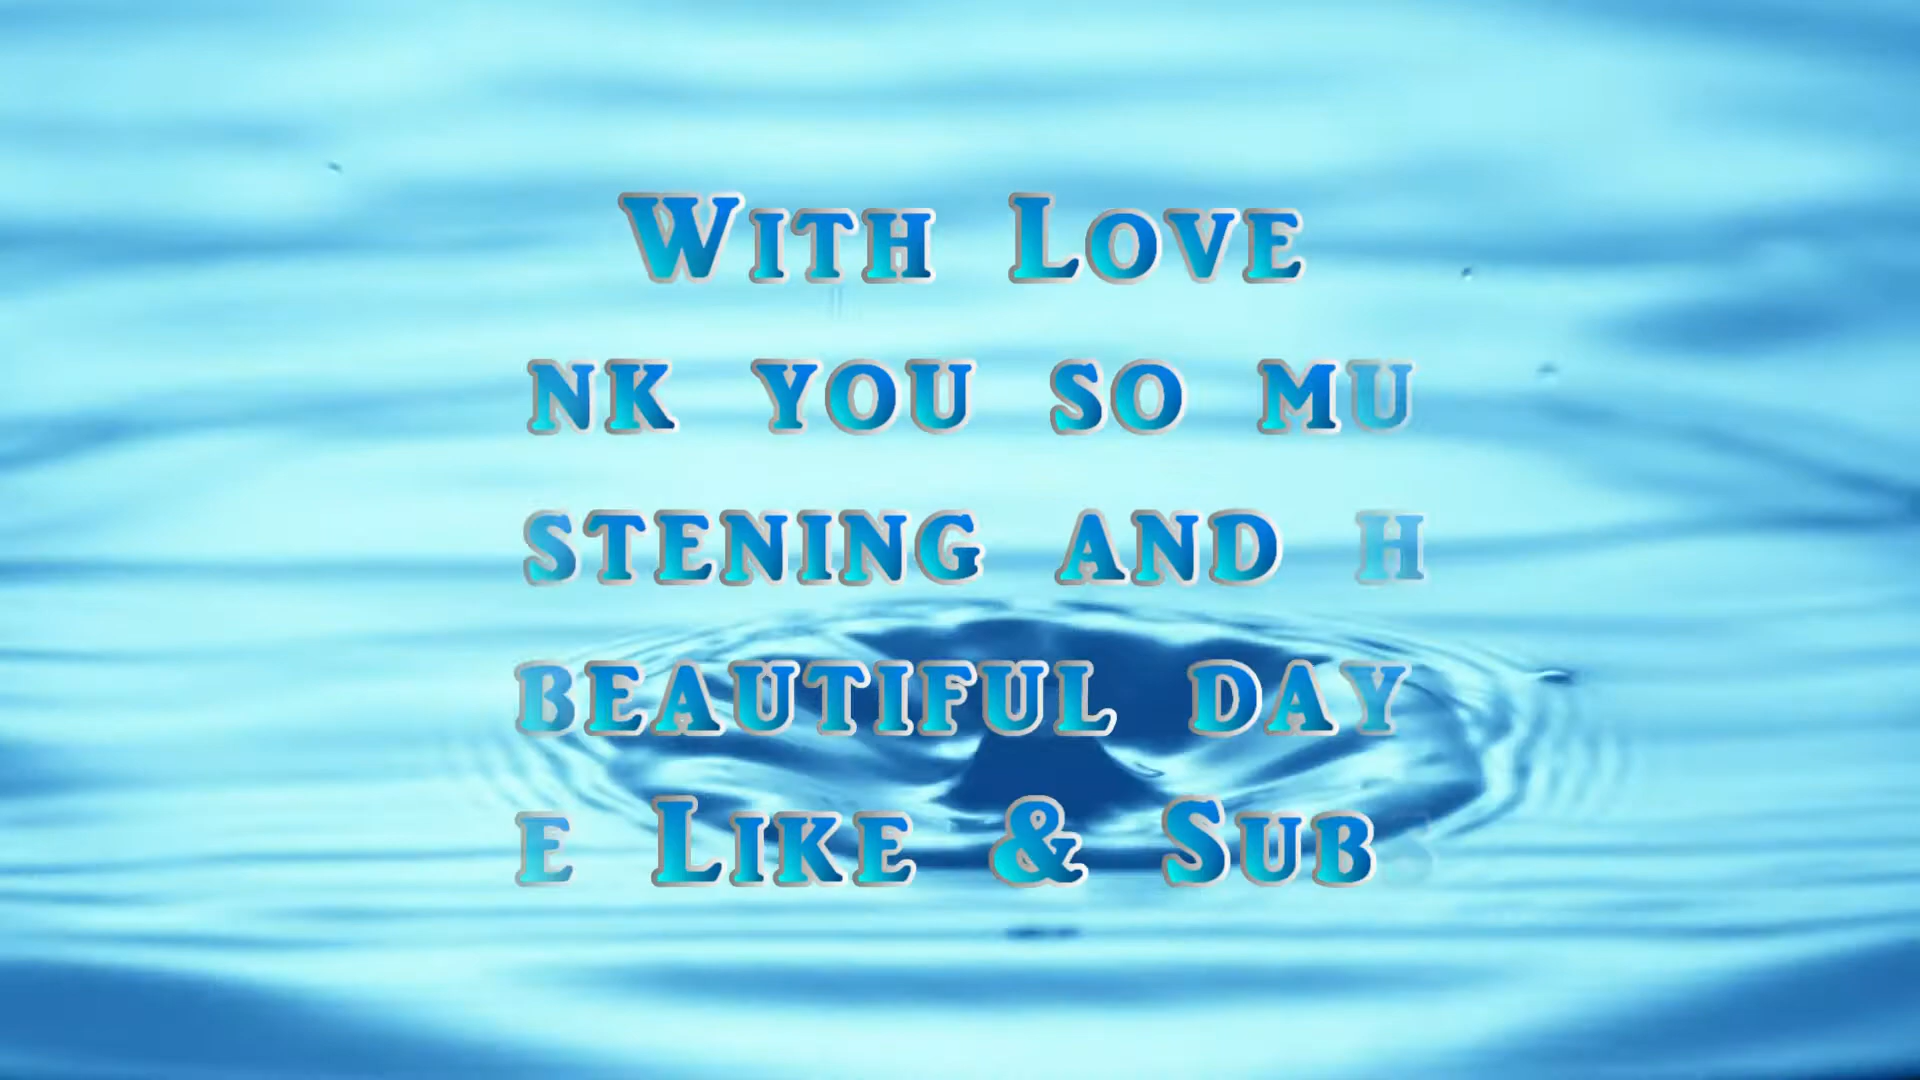 With Love
nk you so mu
stening and h
beautiful day
e Like & Sub